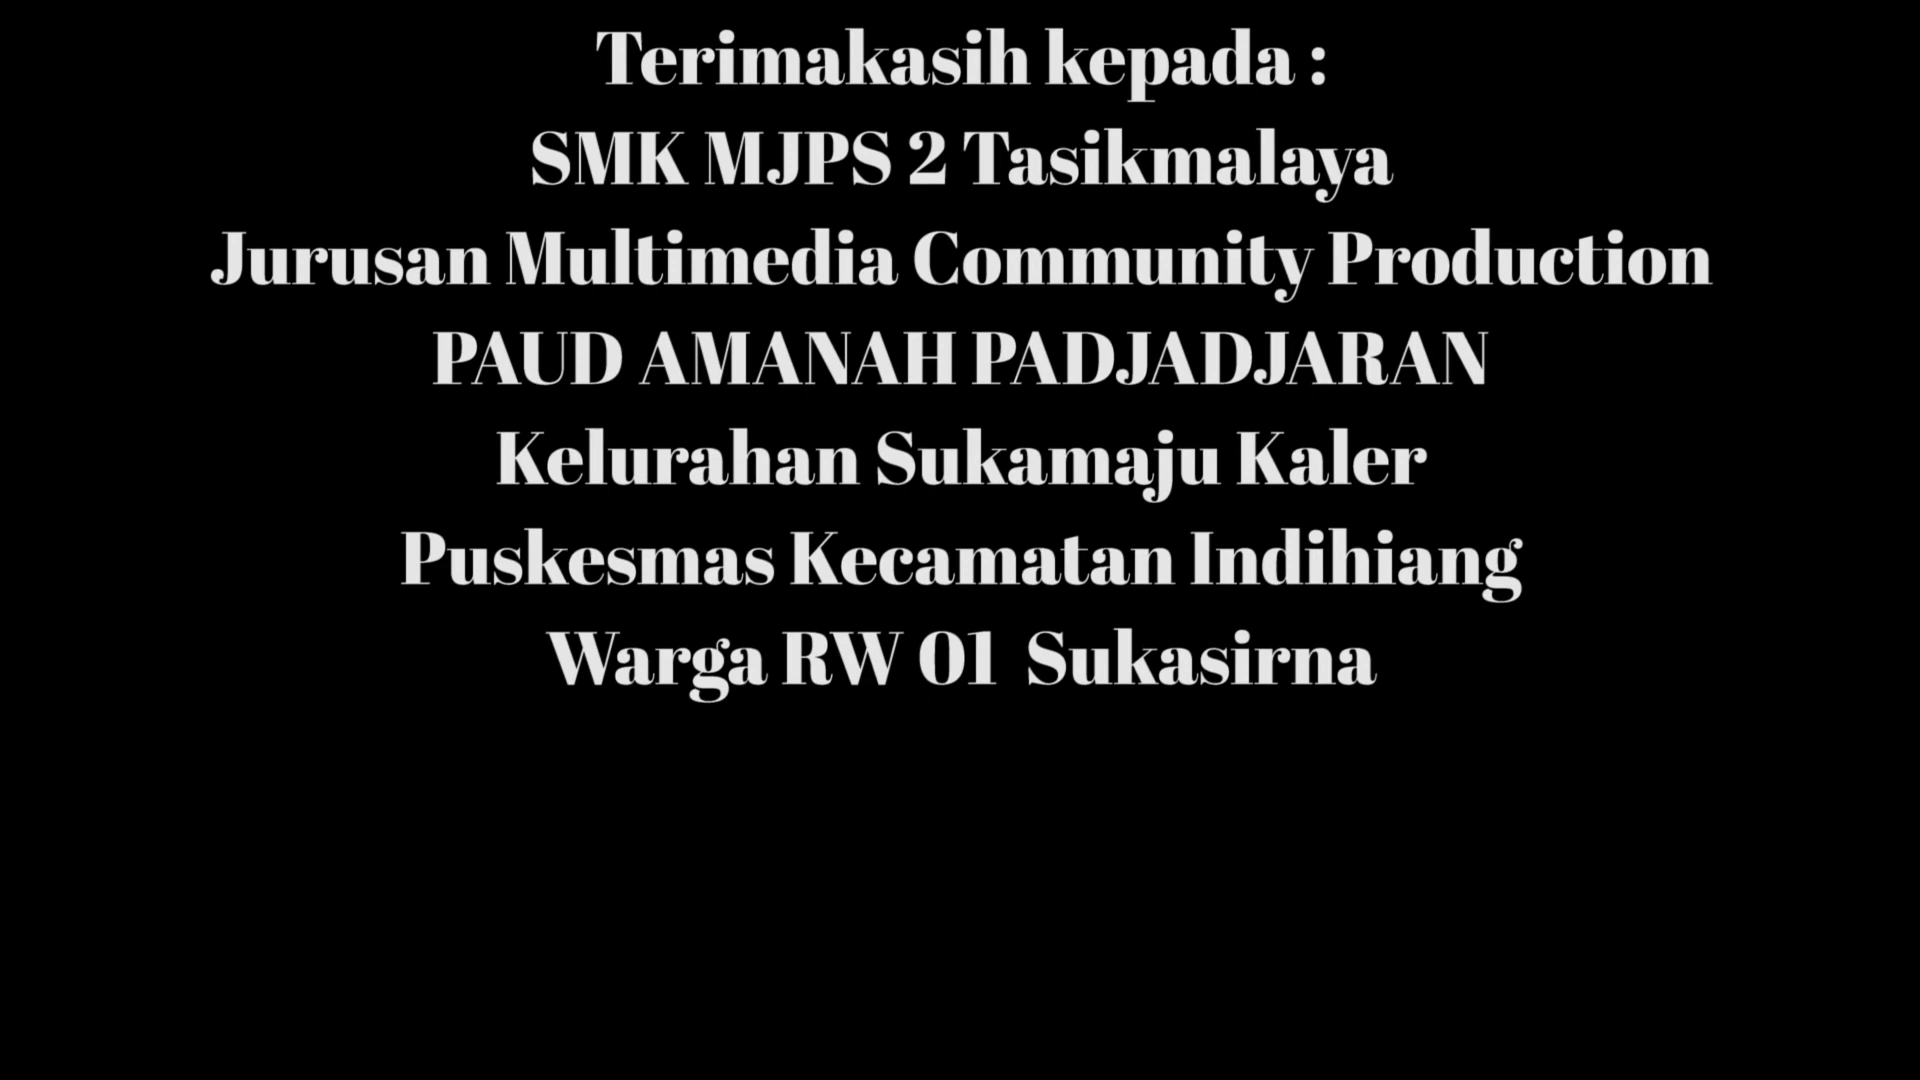 Terimakasih kepada :
SMK MJPS 2 Tasikmalaya
Jurusan Multimedia Community Production
PAUD AMANAH PADJADJARAN
Kelurahan Sukamaju Kaler
Puskesmas Kecamatan Indihiang
Warga RW 01  Sukasirna